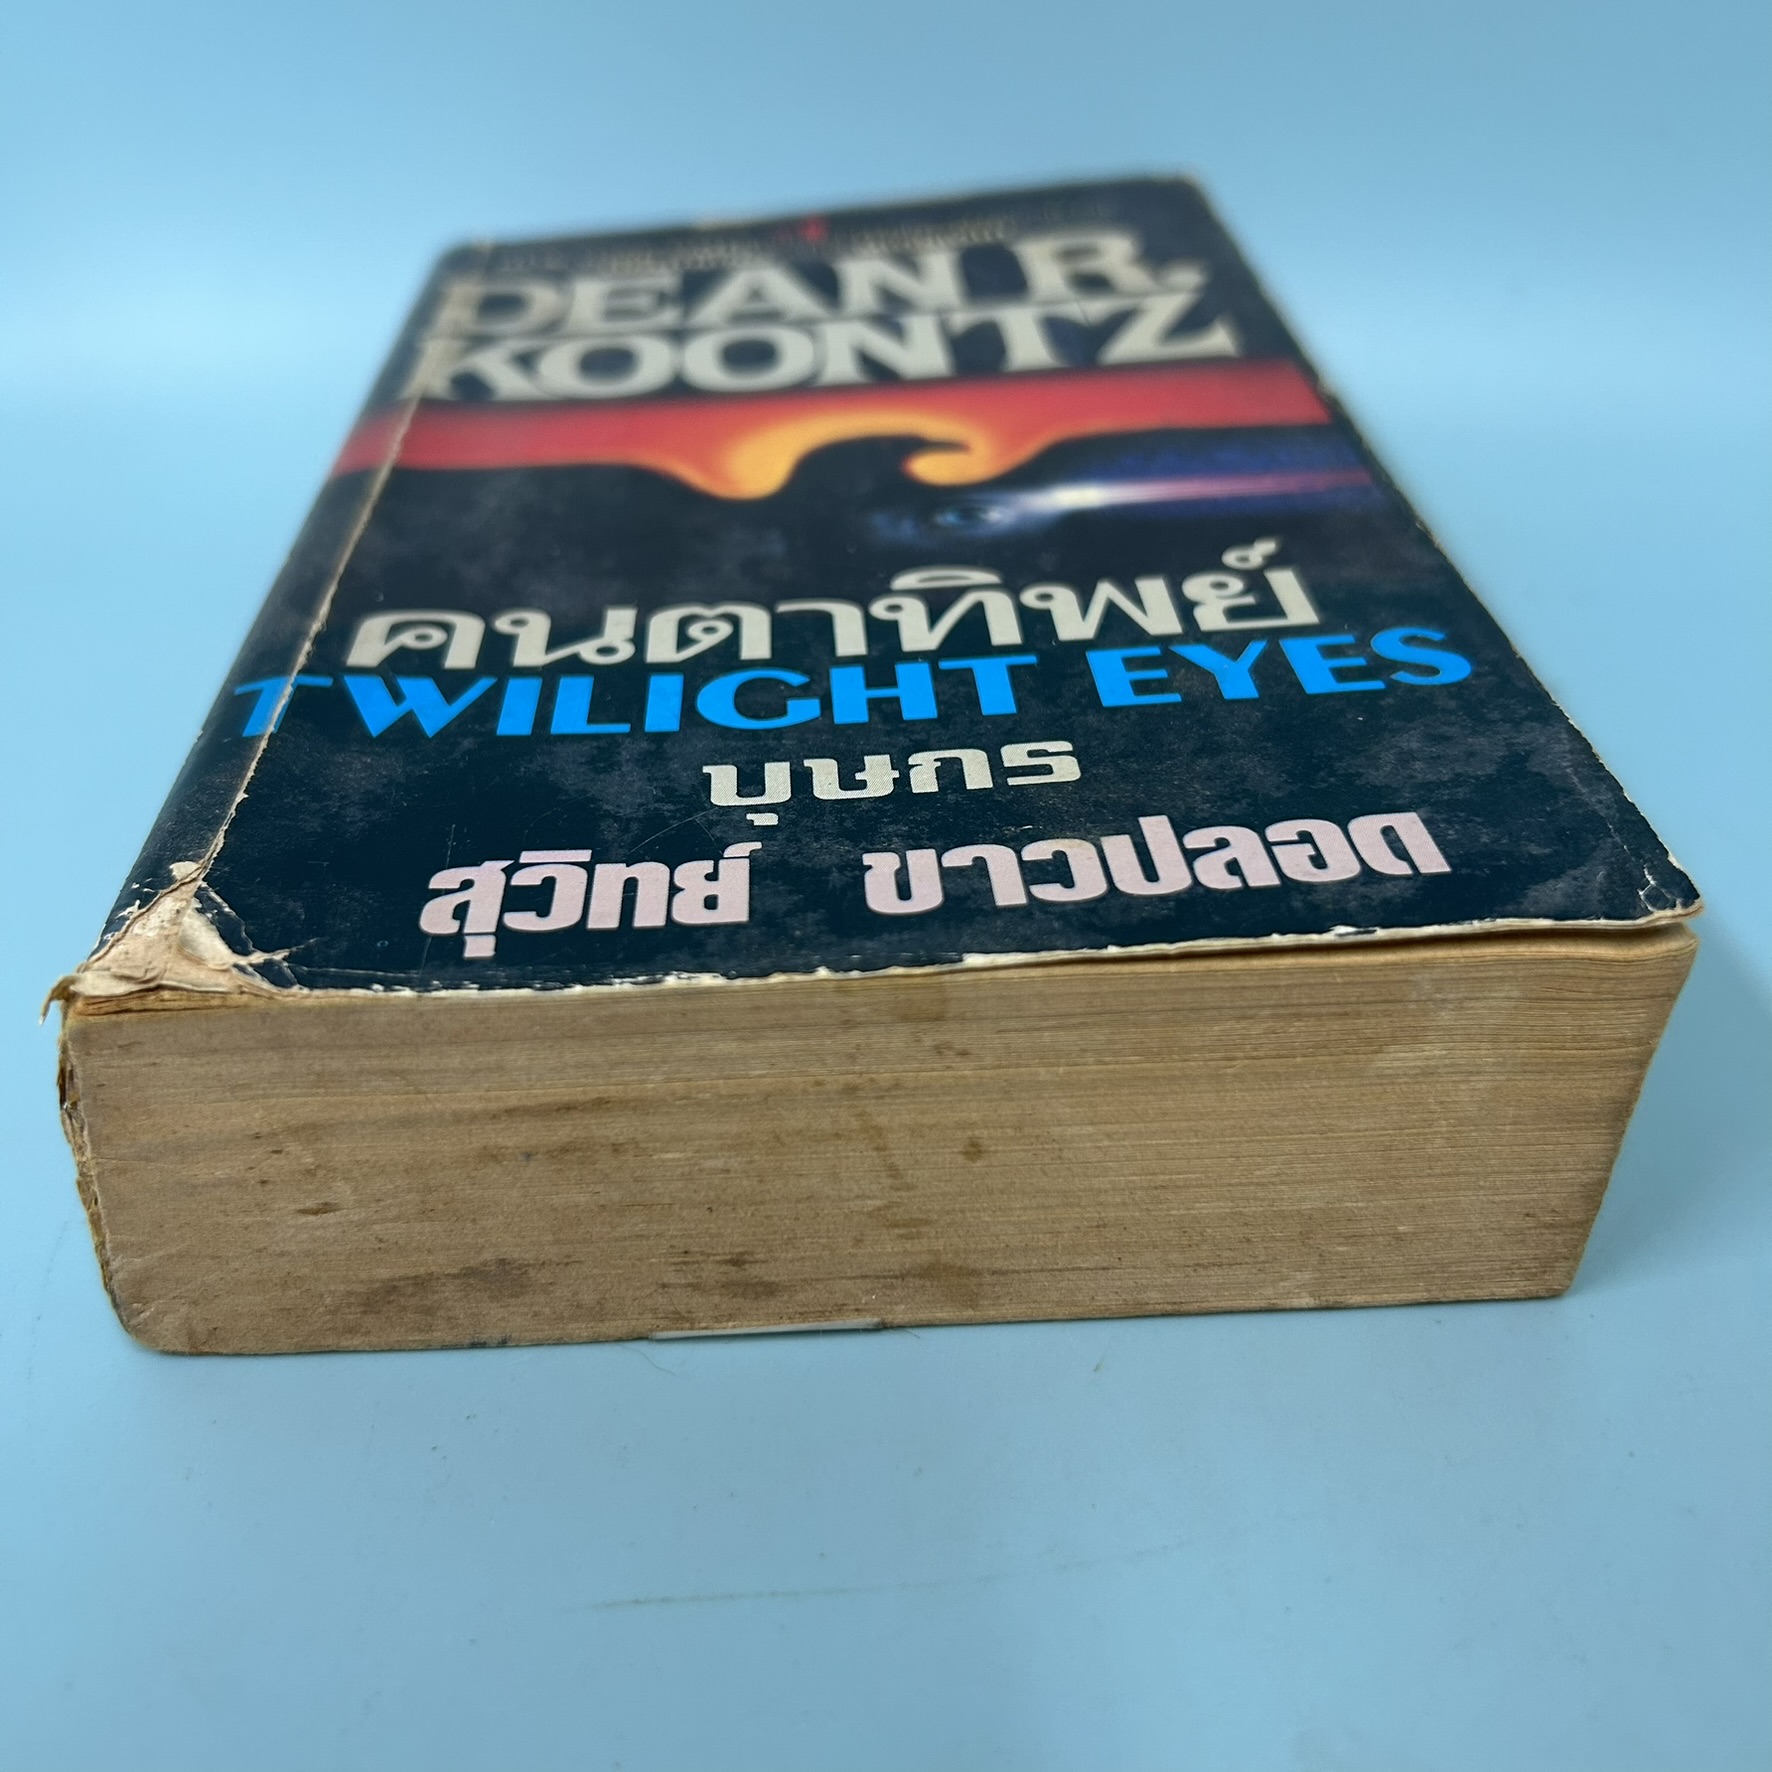 DEAN R.
KOONTZ
คนตาทิพย์
TWILIGHT EYES
บุษกร
สุวิทย์ ขาวปลอด